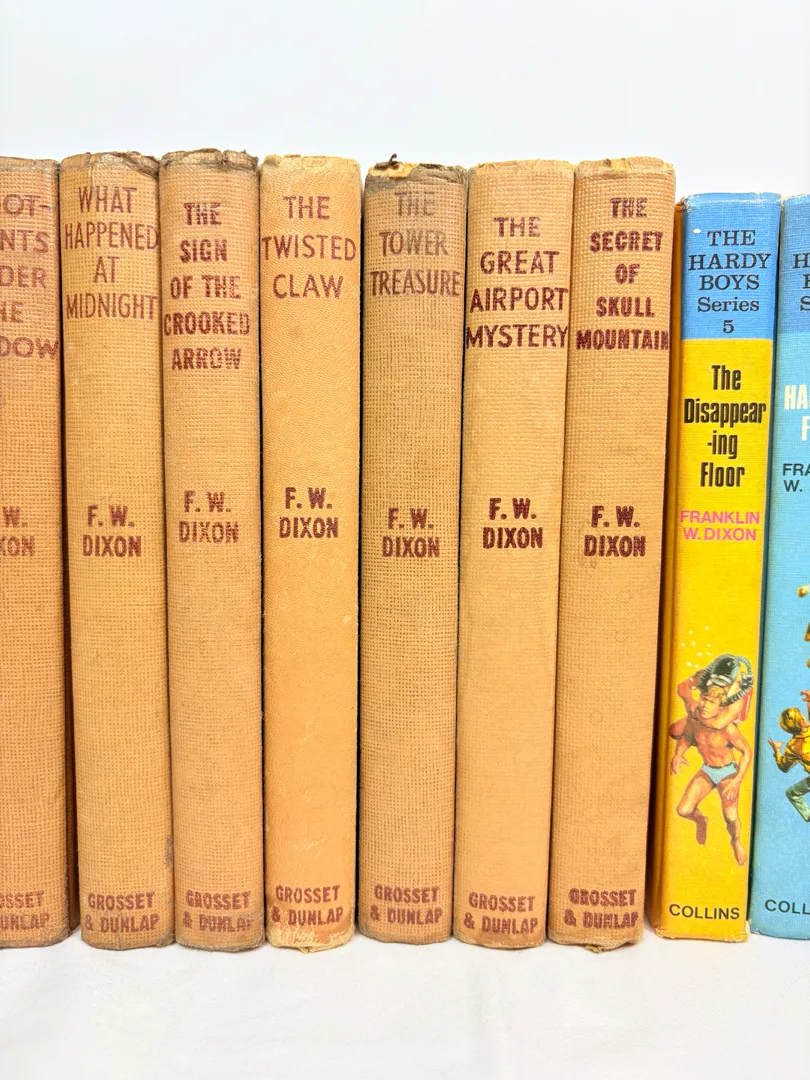 WHAT
HAPPENED
AT
MIDNIGHT
F. W.
DIXON
GROSSET
& DUNLAP
THE
SIGN
OF THE
CROOKED
ARROW
F. W.
DIXON
GROSSET
& DUNLAP
THE
TWISTED
CLAW
F. W.
DIXON
GROSSET
& DUNLAP
THE
TOWER
TREASURE
F. W.
DIXON
GROSSET
& DUNLAP
THE
GREAT
AIRPORT
MYSTERY
F. W.
DIXON
GROSSET
& DUNLAP
THE
SECRET
OF
SKULL
MOUNTAIN
F. W.
DIXON
GROSSET
& DUNLAP
THE
HARDY
BOYS
Series
5
The
Disappear
-ing
Floor
FRANKLIN
W. DIXON
COLLINS
W.